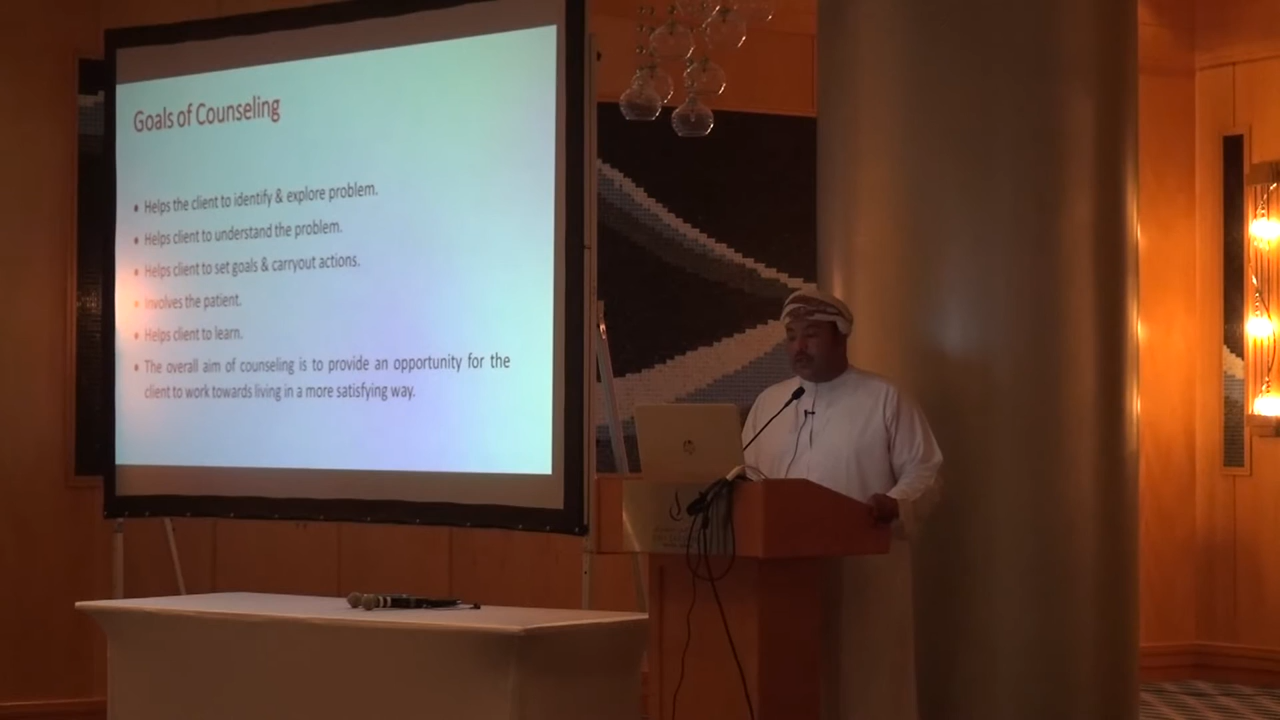 Goals of Counseling
• Helps the client to identify & explore problem.
• Helps client to understand the problem.
• Helps client to set goals & carryout actions.
• Involves the patient.
• Helps client to learn.
• The overall aim of counseling is to provide an opportunity for the
client to work towards living in a more satisfying way.